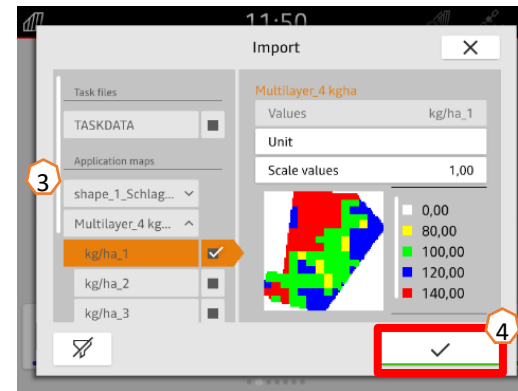 11:50
Import
Task files
TASKDATA
Application maps
shape_1_Schlag...
Multilayer_4 kg...
kg/ha_1
kg/ha_2
kg/ha_3
Multilayer_4 kgha
Values kg/ha_1
Unit
Scale values 1,00
0,00
80,00
100,00
120,00
140,00
3
4